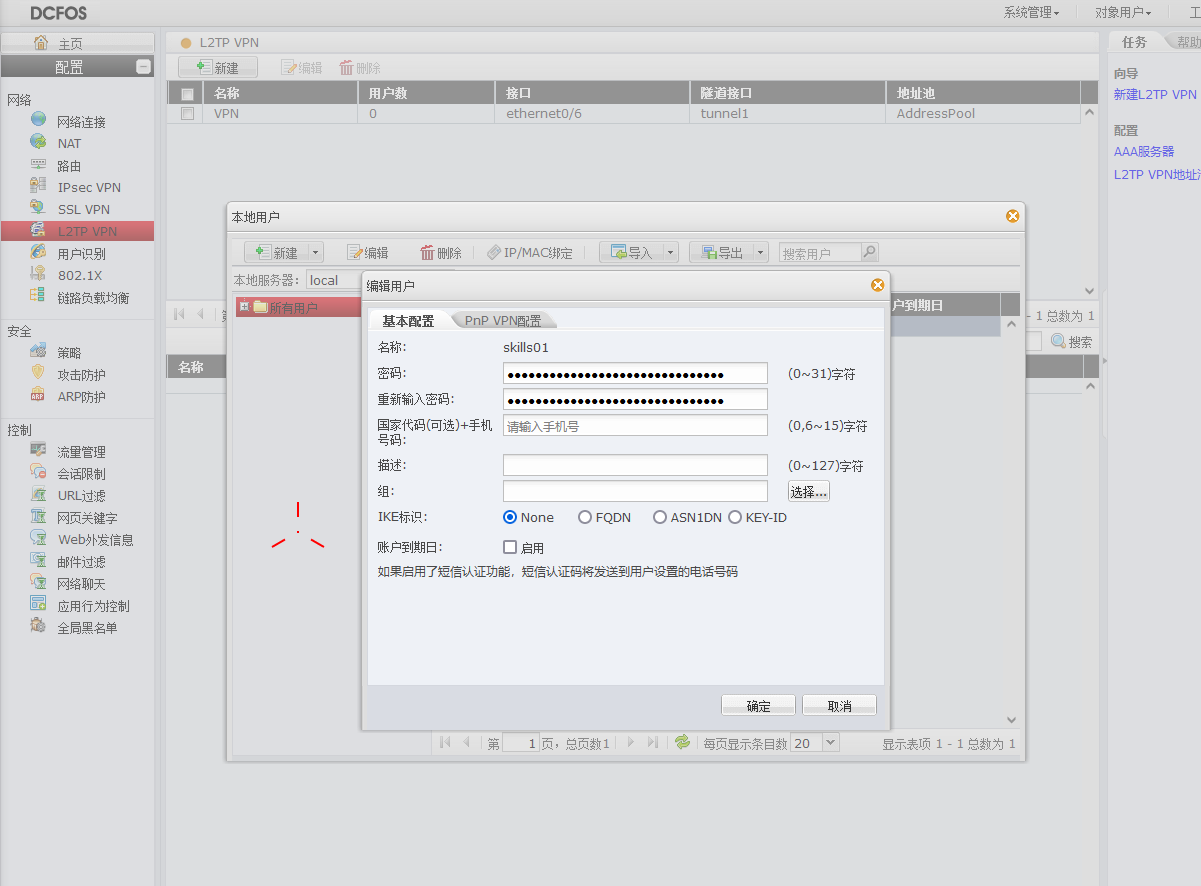 DCFOS
系统管理
对象用户
工
主页
配置
网络
网络连接
NAT
路由
IPsec VPN
SSL VPN
L2TP VPN
用户识别
802.1X
链路负载均衡
安全
策略
攻击防护
ARP防护
控制
流量管理
会话限制
URL过滤
网页关键字
Web外发信息
邮件过滤
网络聊天
应用行为控制
全局黑名单
L2TP VPN
新建 编辑 删除
名称 用户数 接口 隧道接口 地址池
VPN 0 ethernet0/6 tunnel1 AddressPool
任务 帮助
向导
新建L2TP VPN
配置
AAA服务器
L2TP VPN地址池
第
- 1 总数为 1
搜索
名称
本地用户
新建 编辑 删除 IP/MAC绑定 导入 导出 搜索用户
本地服务器: local
所有用户
户到期日
编辑用户
基本配置 PnP VPN配置
名称: skills01
密码: ●●●●●●●●●●●●●●●●●●●●●●●●●●●●●●● (0~31)字符
重新输入密码: ●●●●●●●●●●●●●●●●●●●●●●●●●●●●●●●
国家代码(可选)+手机号码: 请输入手机号 (0,6~15)字符
描述: (0~127)字符
组: 选择...
IKE标识: None FQDN ASN1DN KEY-ID
账户到期日: 启用
如果启用了短信认证功能，短信认证码将发送到用户设置的电话号码
确定 取消
第 1 页，总页数1 每页显示条目数 20 显示表项 1 - 1 总数为 1